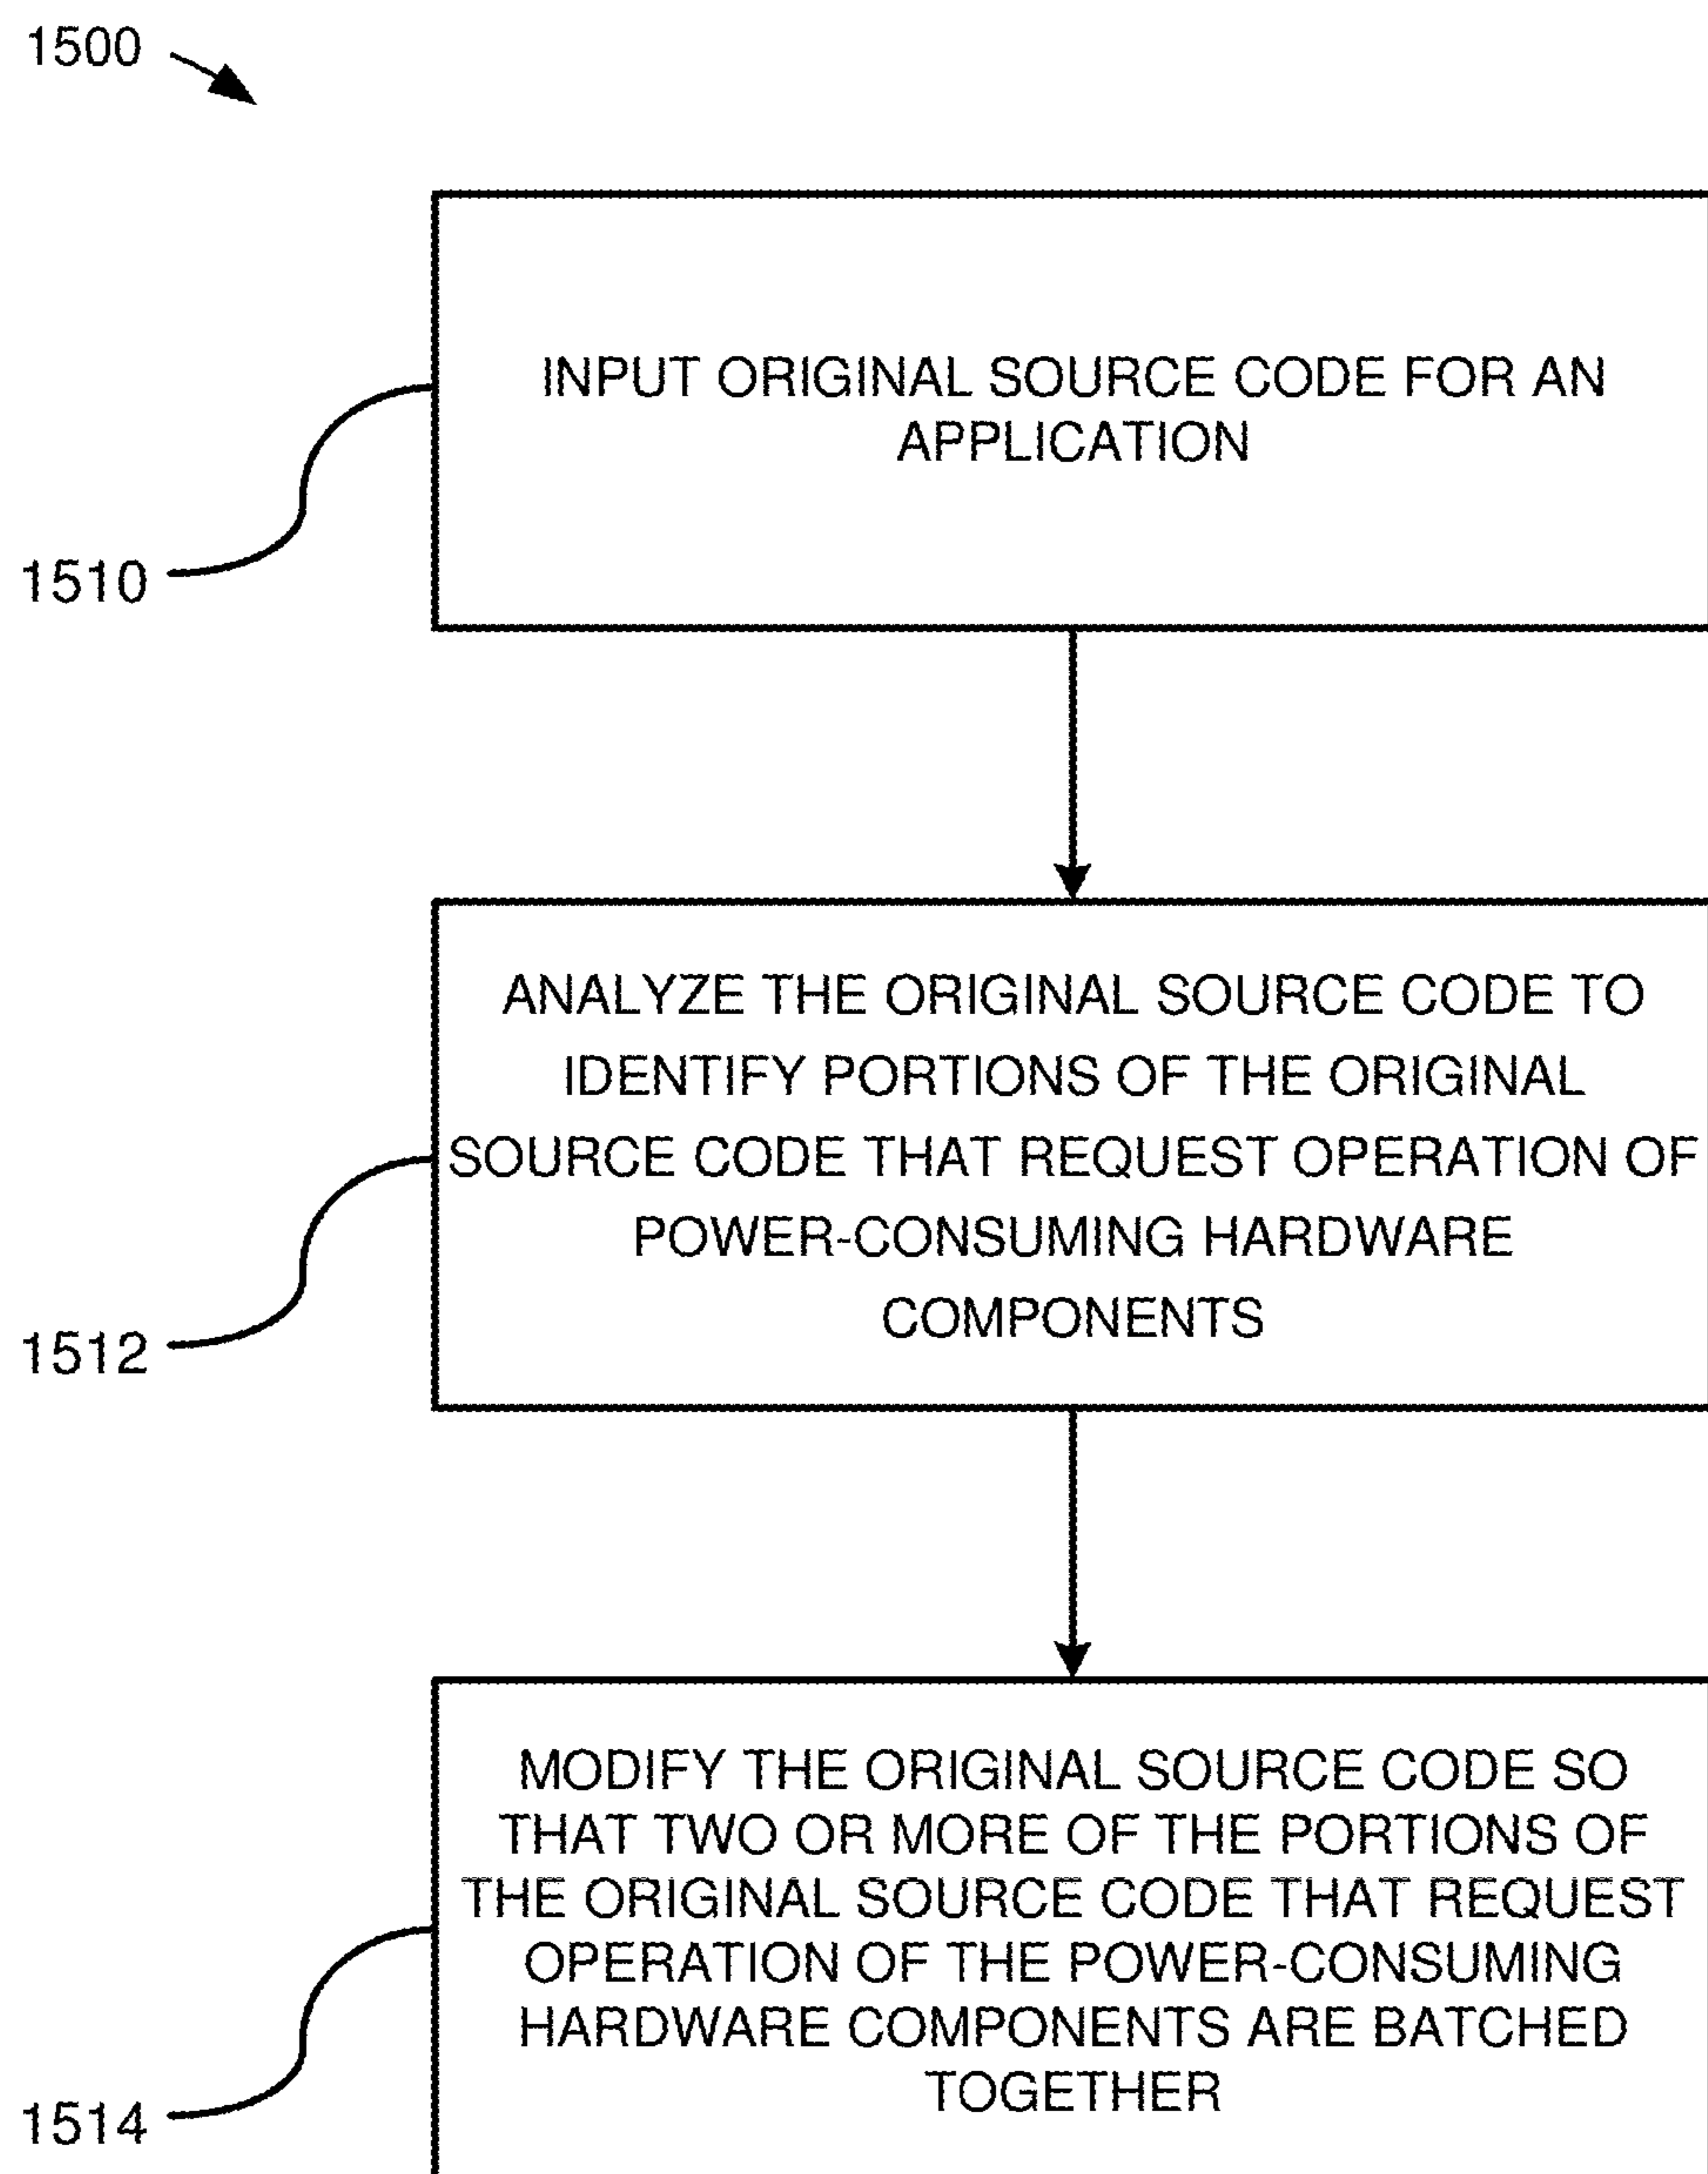 1500
INPUT ORIGINAL SOURCE CODE FOR AN
APPLICATION
1510
ANALYZE THE ORIGINAL SOURCE CODE TO
IDENTIFY PORTIONS OF THE ORIGINAL
SOURCE CODE THAT REQUEST OPERATION OF
POWER-CONSUMING HARDWARE
COMPONENTS
1512
MODIFY THE ORIGINAL SOURCE CODE SO
THAT TWO OR MORE OF THE PORTIONS OF
THE ORIGINAL SOURCE CODE THAT REQUEST
OPERATION OF THE POWER-CONSUMING
HARDWARE COMPONENTS ARE BATCHED
TOGETHER
1514